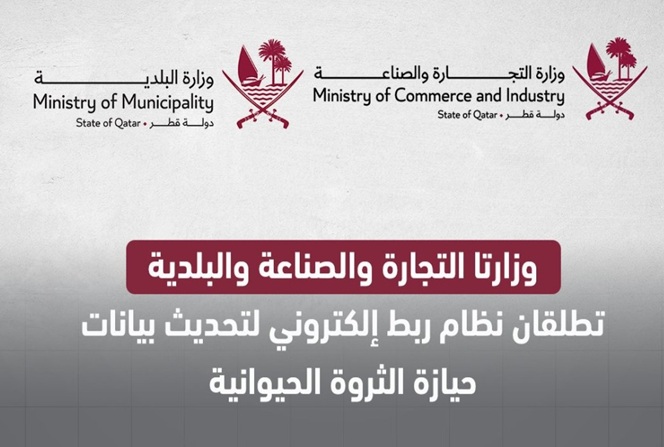 وزارة البلدية
Ministry of Municipality
State of Qatar • دولة قطر
وزارة التجارة والصناعة
Ministry of Commerce and Industry
State of Qatar • دولة قطر
وزارتا التجارة والصناعة والبلدية
تطلقان نظام ربط إلكتروني لتحديث بيانات
حيازة الثروة الحيوانية